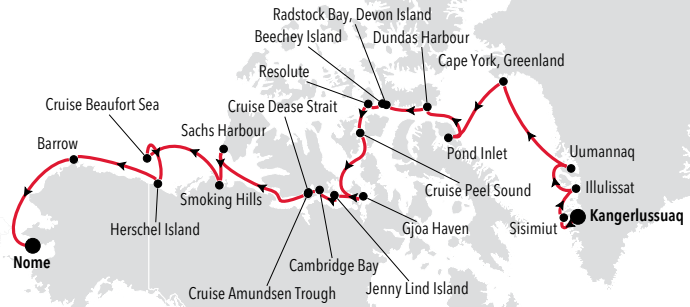 Radstock Bay, Devon Island
Beechey Island
Dundas Harbour
Cape York, Greenland
Resolute
Cruise Beaufort Sea
Cruise Dease Strait
Sachs Harbour
Barrow
Uumannaq
Pond Inlet
Illulissat
Cruise Peel Sound
Smoking Hills
Kangerlussuaq
Herschel Island
Gjoa Haven
Sisimiut
Nome
Cambridge Bay
Jenny Lind Island
Cruise Amundsen Trough